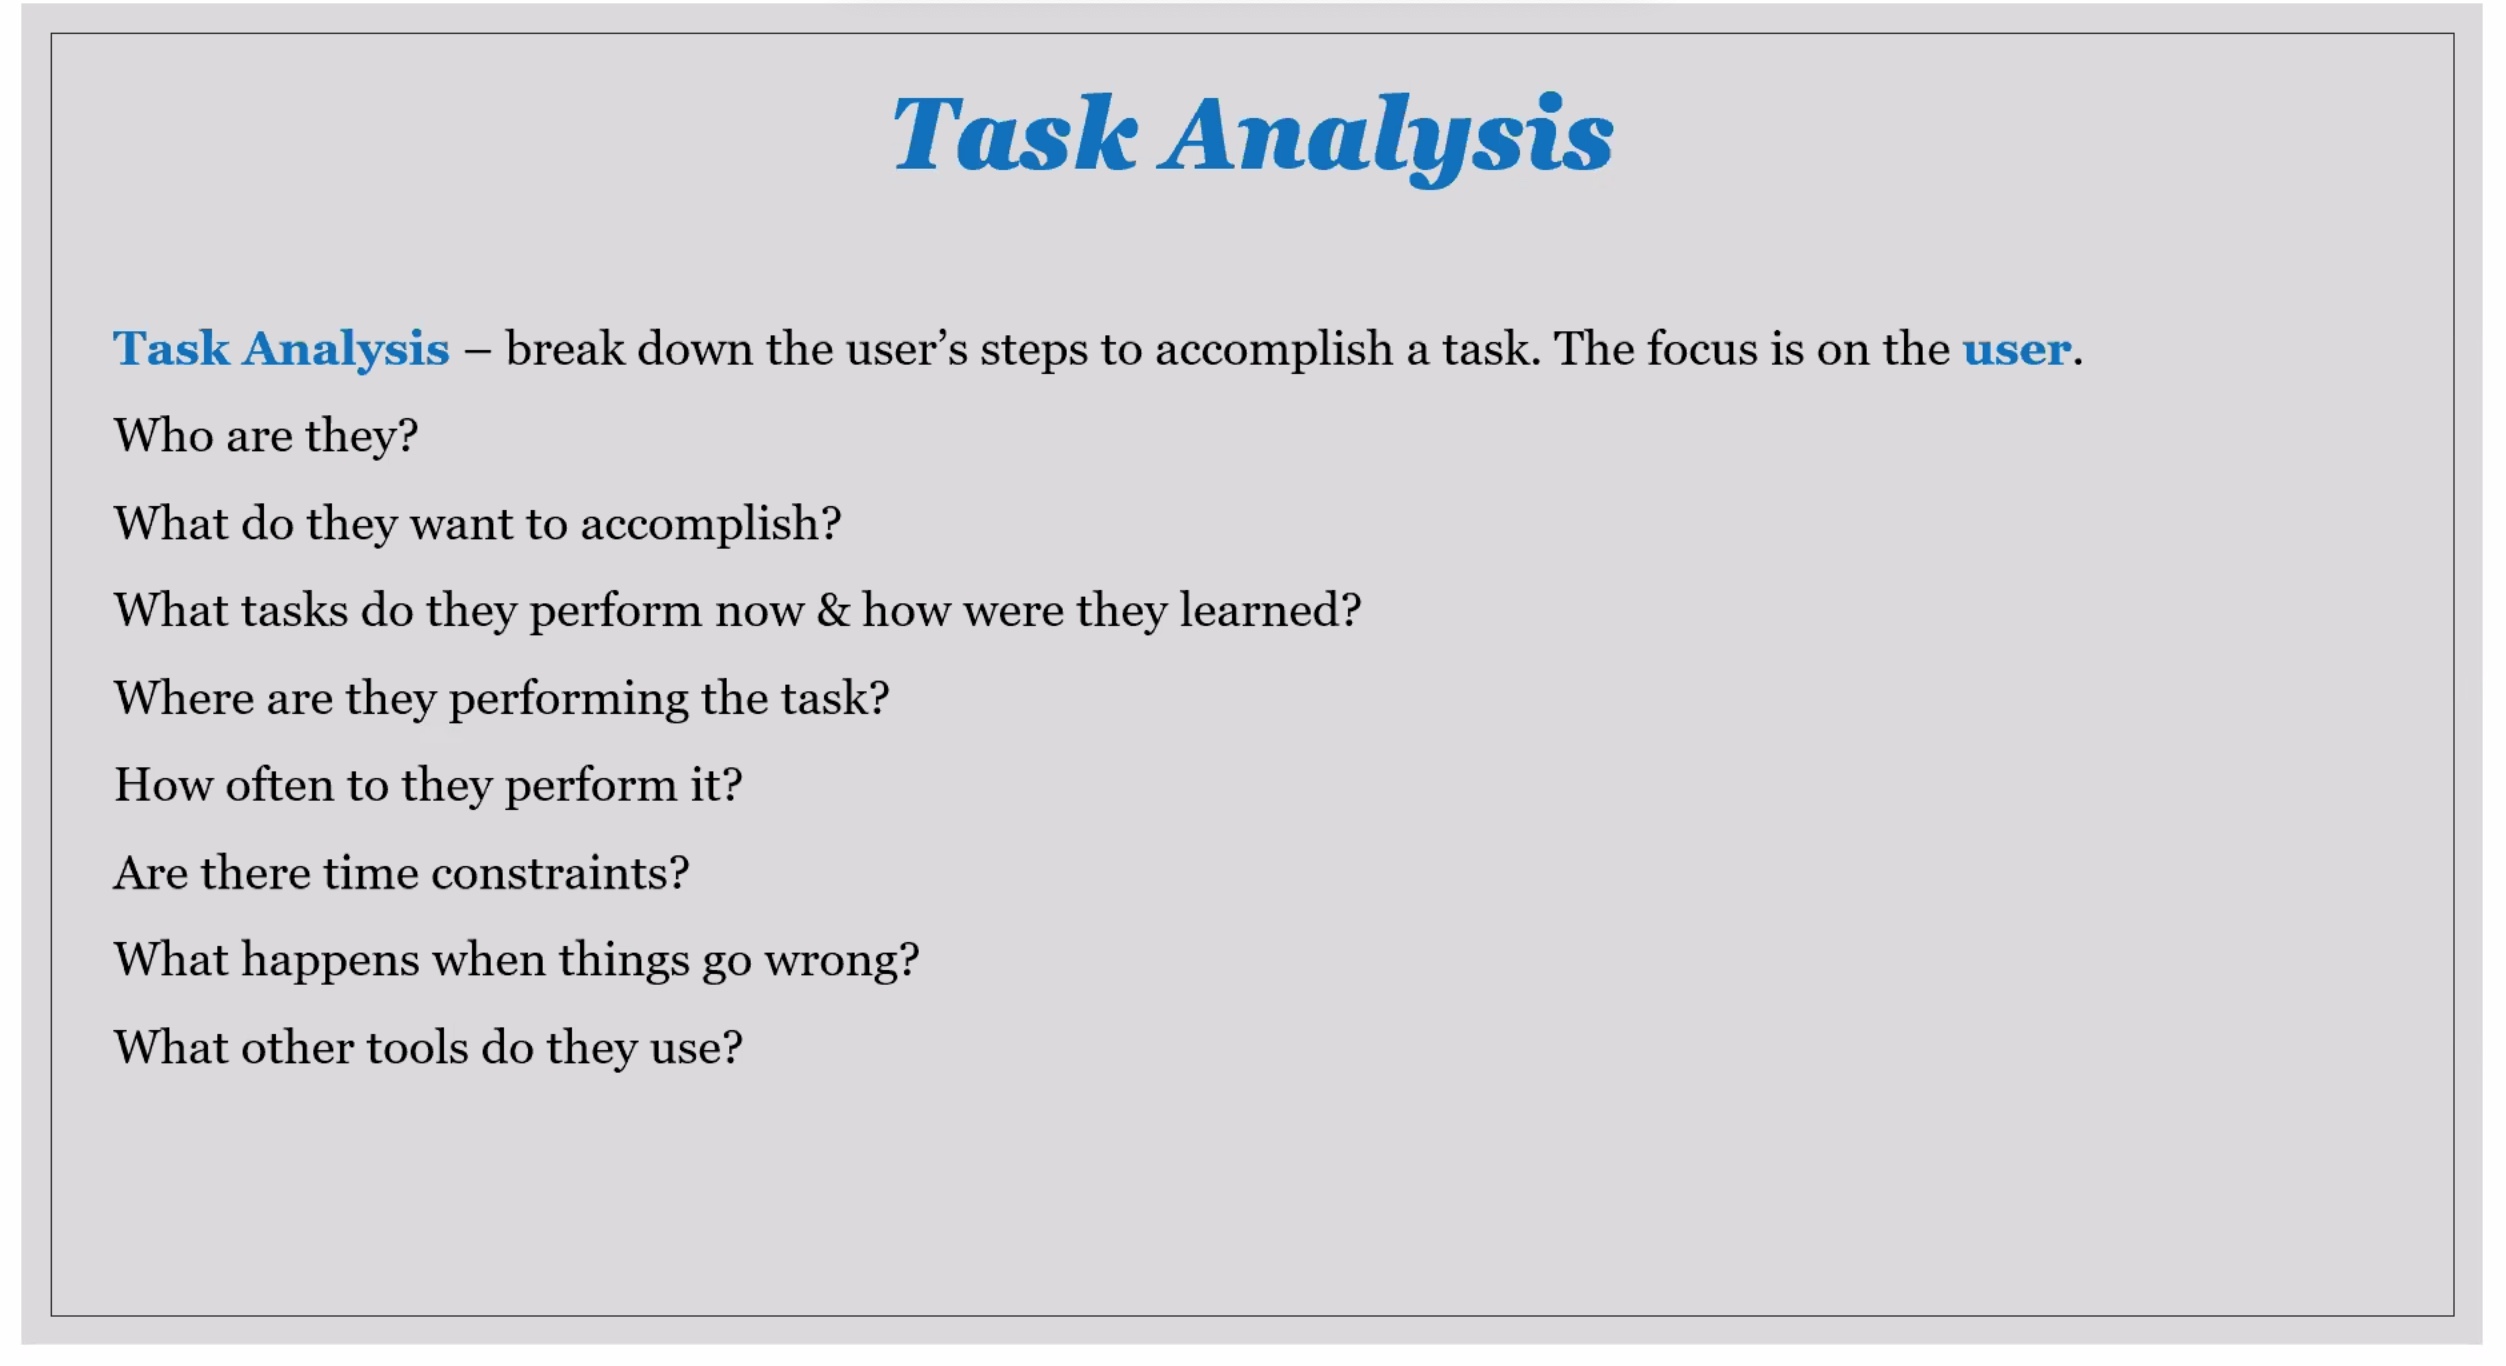 Task Analysis
Task Analysis – break down the user’s steps to accomplish a task. The focus is on the user.
Who are they?
What do they want to accomplish?
What tasks do they perform now & how were they learned?
Where are they performing the task?
How often to they perform it?
Are there time constraints?
What happens when things go wrong?
What other tools do they use?